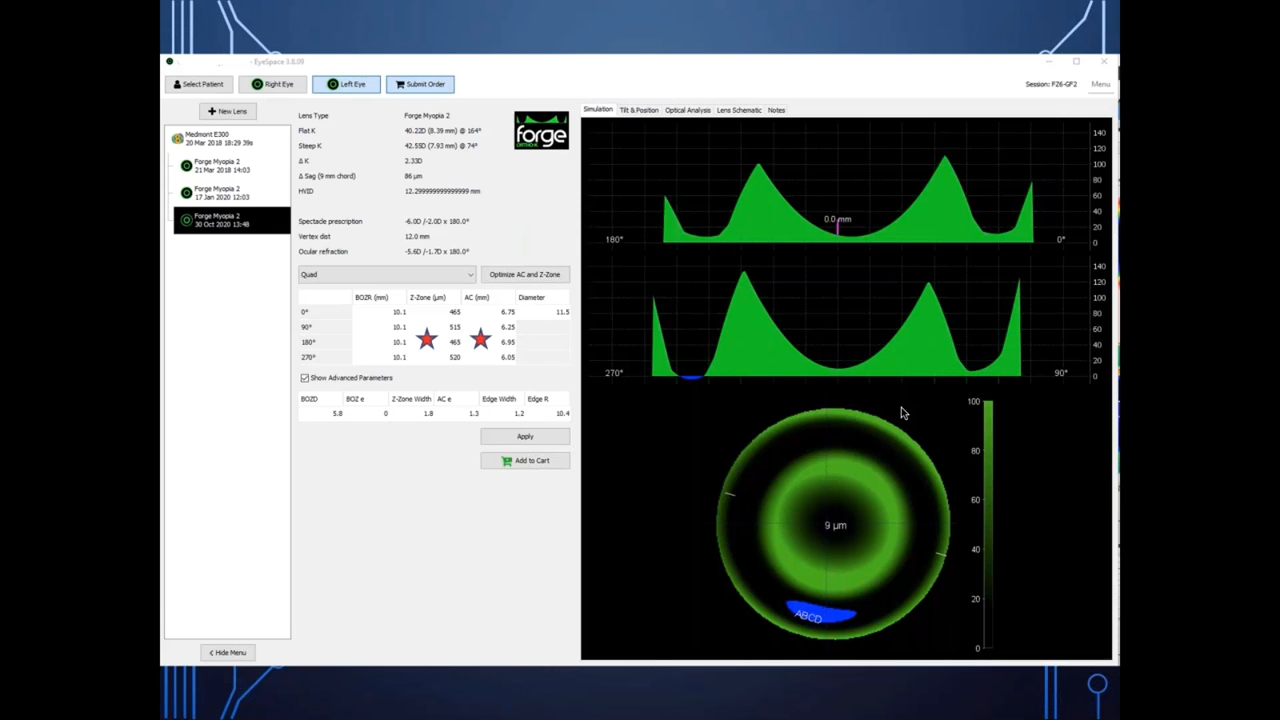 - EyeSpace 3.8.09
Select Patient Right Eye Left Eye Submit Order Session: FZ6-GF2 Menu
New Lens
Medmont E300
20 Mar 2018 18:29 39s
Forge Myopia 2
21 Mar 2018 14:03
Forge Myopia 2
17 Jan 2020 12:03
Forge Myopia 2
30 Oct 2020 13:48
Hide Menu
Lens Type Forge Myopia 2
Flat K 40.22D (8.39 mm) @ 164°
Steep K 42.55D (7.93 mm) @ 74°
Δ K 2.33D
Δ Sag (9 mm chord) 86 µm
HVID 12.299999999999999 mm
forge
ORTHO-K
Spectacle prescription -6.0D /-2.0D x 180.0°
Vertex dist 12.0 mm
Ocular refraction -5.6D /-1.7D x 180.0°
Quad Optimize AC and Z-Zone
BOZR (mm) Z-Zone (µm) AC (mm) Diameter
0° 10.1 465 6.75 11.5
90° 10.1 515 6.25
180° 10.1 465 6.95
270° 10.1 520 6.05
Show Advanced Parameters
BOZD BOZ e Z-Zone Width AC e Edge Width Edge R
5.8 0 1.8 1.3 1.2 10.4
Apply
Add to Cart
Simulation Tilt & Position Optical Analysis Lens Schematic Notes
140
120
100
80
60
40
20
0
0.0 mm
180° 0°
140
120
100
80
60
40
20
0
270° 90°
100
80
60
40
20
0
9 µm
ABCD